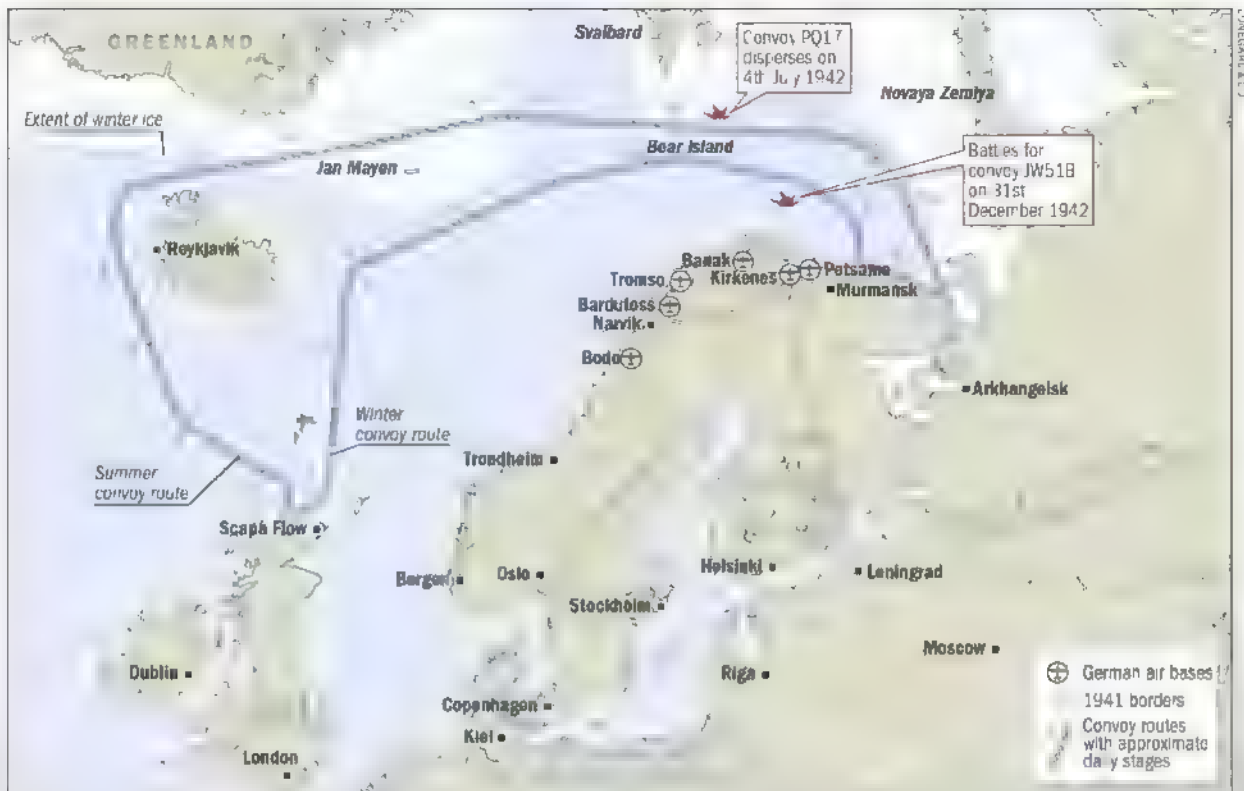 GREENLAND
Svalbard
Convoy PQ17
disperses on
4th July 1942
Novaya Zemlya
Extent of winter ice
Jan Mayen
Bear Island
Battles for
convoy JW51B
on 31st
December 1942
Reykjavik
Banak
Petsamo
Tromso
Kirkenes
Murmansk
Bardufoss
Narvik
Bodo
Arkhangelsk
Winter
convoy route
Trondheim
Summer
convoy route
Scapa Flow
Helsinki
Leningrad
Bergen
Oslo
Stockholm
Moscow
Dublin
Riga
German air bases
1941 borders
Copenhagen
Convoy routes
with approximate
daily stages
Kiel
London